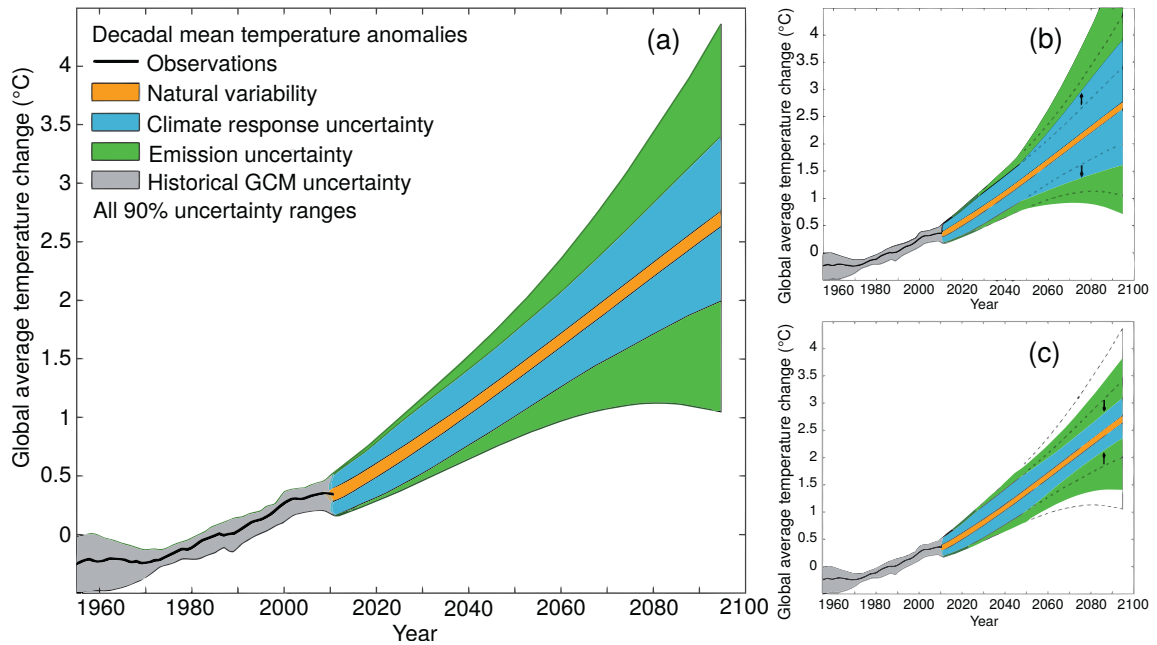 Decadal mean temperature anomalies
Observations
Natural variability
Climate response uncertainty
Emission uncertainty
Historical GCM uncertainty
All 90% uncertainty ranges
(a)
Global average temperature change (°C)
4
3.5
3
2.5
2
1.5
1
0.5
0
1960 1980 2000 2020 2040 2060 2080 2100
Year
(b)
Global average temperature change (°C)
4
3.5
3
2.5
2
1.5
1
0.5
0
1960 1980 2000 2020 2040 2060 2080 2100
Year
(c)
Global average temperature change (°C)
4
3.5
3
2.5
2
1.5
1
0.5
0
1960 1980 2000 2020 2040 2060 2080 2100
Year